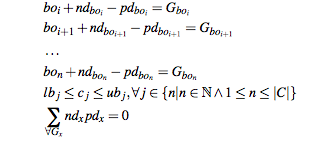 bo_i + nd_{bo_i} − pd_{bo_i} = G_{bo_i}
bo_{i+1} + nd_{bo_{i+1}} − pd_{bo_{i+1}} = G_{bo_{i+1}}
...
bo_n + nd_{bo_n} − pd_{bo_n} = G_{bo_n}
lb_j ≤ c_j ≤ ub_j, ∀j ∈ {n|n ∈ ℕ ∧ 1 ≤ n ≤ |C|}
∑_{∀G_x} nd_x pd_x = 0